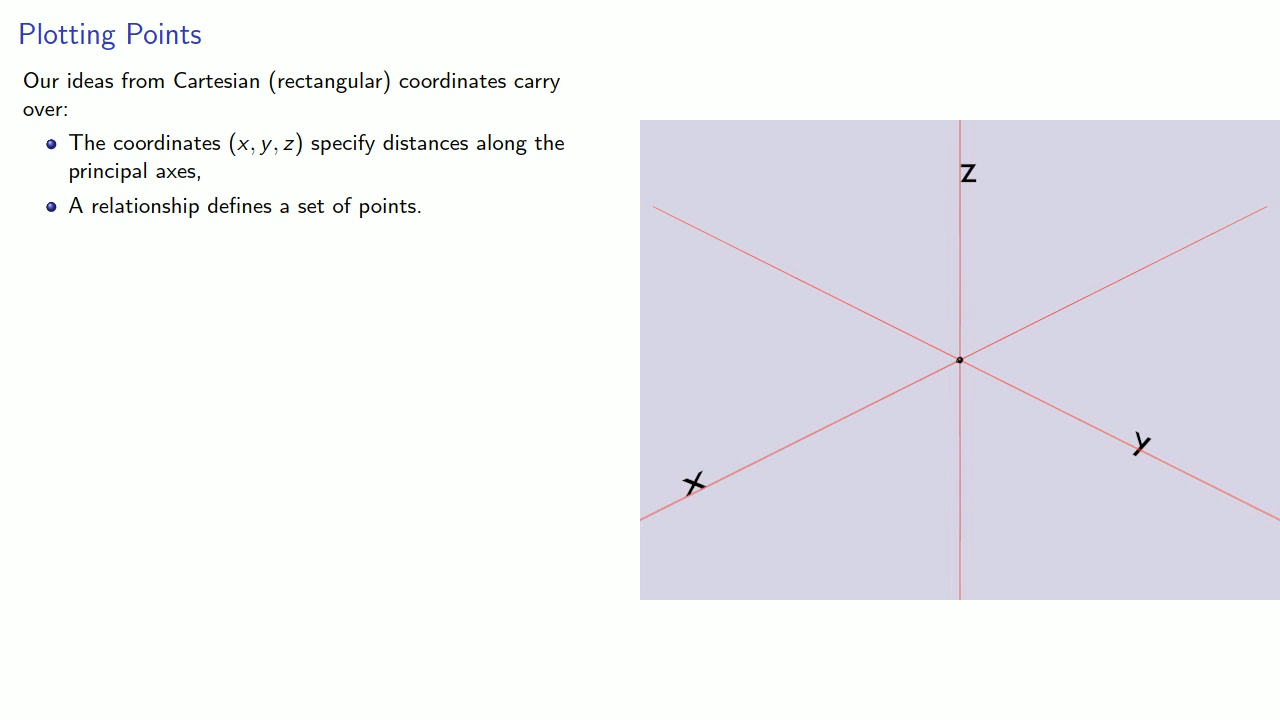 Plotting Points
Our ideas from Cartesian (rectangular) coordinates carry
over:
The coordinates (x, y, z) specify distances along the
principal axes,
A relationship defines a set of points.
z
y
x